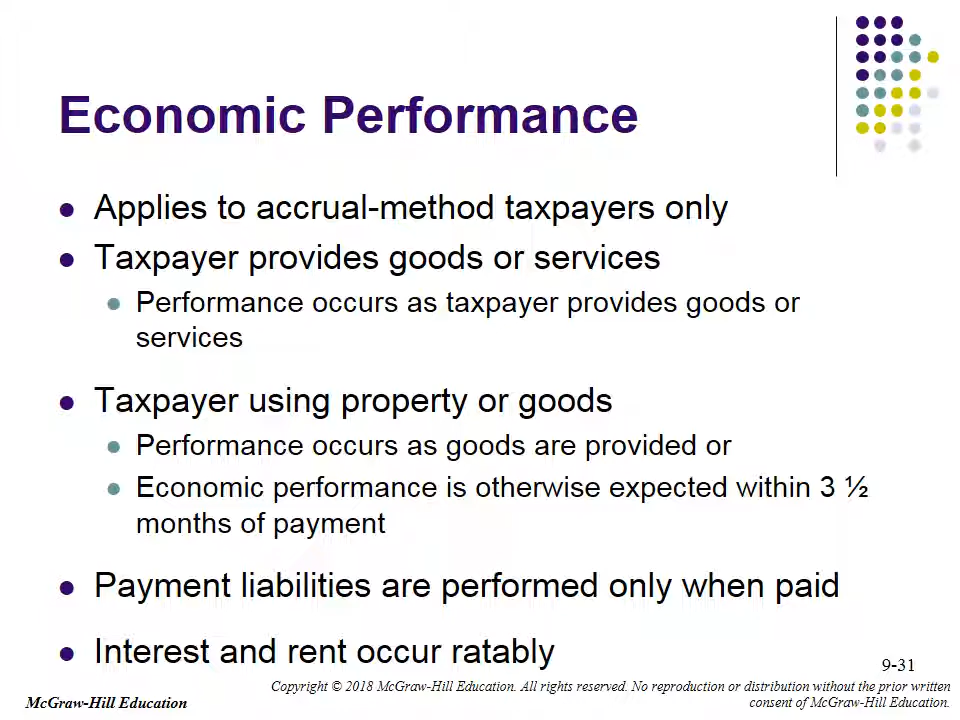 Economic Performance
Applies to accrual-method taxpayers only
Taxpayer provides goods or services
Performance occurs as taxpayer provides goods or
services
Taxpayer using property or goods
Performance occurs as goods are provided or
Economic performance is otherwise expected within 3 ½
months of payment
Payment liabilities are performed only when paid
Interest and rent occur ratably
9-31
Copyright © 2018 McGraw-Hill Education. All rights reserved. No reproduction or distribution without the prior written
consent of McGraw-Hill Education.
McGraw-Hill Education